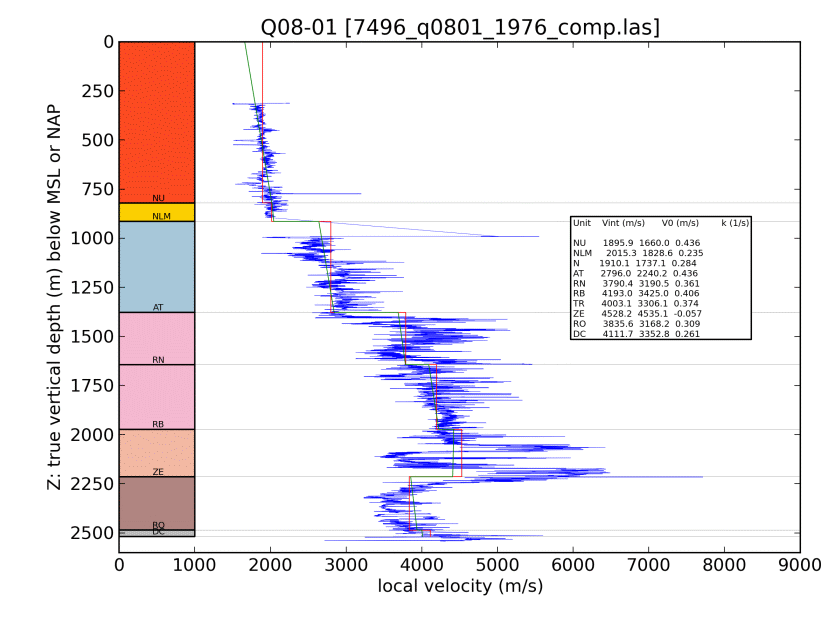 Q08-01 [7496_q0801_1976_comp.las]
0
250
500
750
1000
1250
1500
1750
2000
2250
2500
Z: true vertical depth (m) below MSL or NAP
NU
NLM
AT
RN
RB
ZE
RO
DC
Unit Vint (m/s) V0 (m/s) k (1/s)
NU 1895.9 1660.0 0.436
NLM 2015.3 1828.6 0.235
N 1910.1 1737.1 0.284
AT 2796.0 2240.2 0.436
RN 3790.4 3190.5 0.361
RB 4193.0 3425.0 0.406
TR 4003.1 3306.1 0.374
ZE 4528.2 4535.1 -0.057
RO 3835.6 3168.2 0.309
DC 4111.7 3352.8 0.261
0 1000 2000 3000 4000 5000 6000 7000 8000 9000
local velocity (m/s)